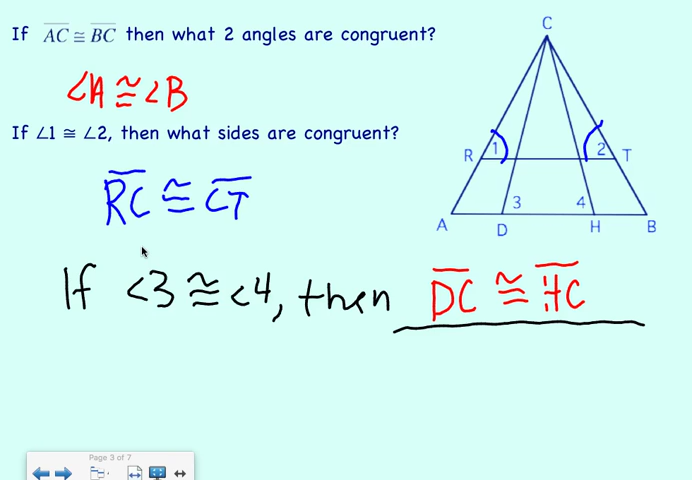 If AC ≅ BC then what 2 angles are congruent?
∠A ≅ ∠B
If ∠1 ≅ ∠2, then what sides are congruent?
RC ≅ CT
If <3 ≅ <4, then DC ≅ HC
C
R 1 2 T
3 4
A D H B
Page 3 of 7